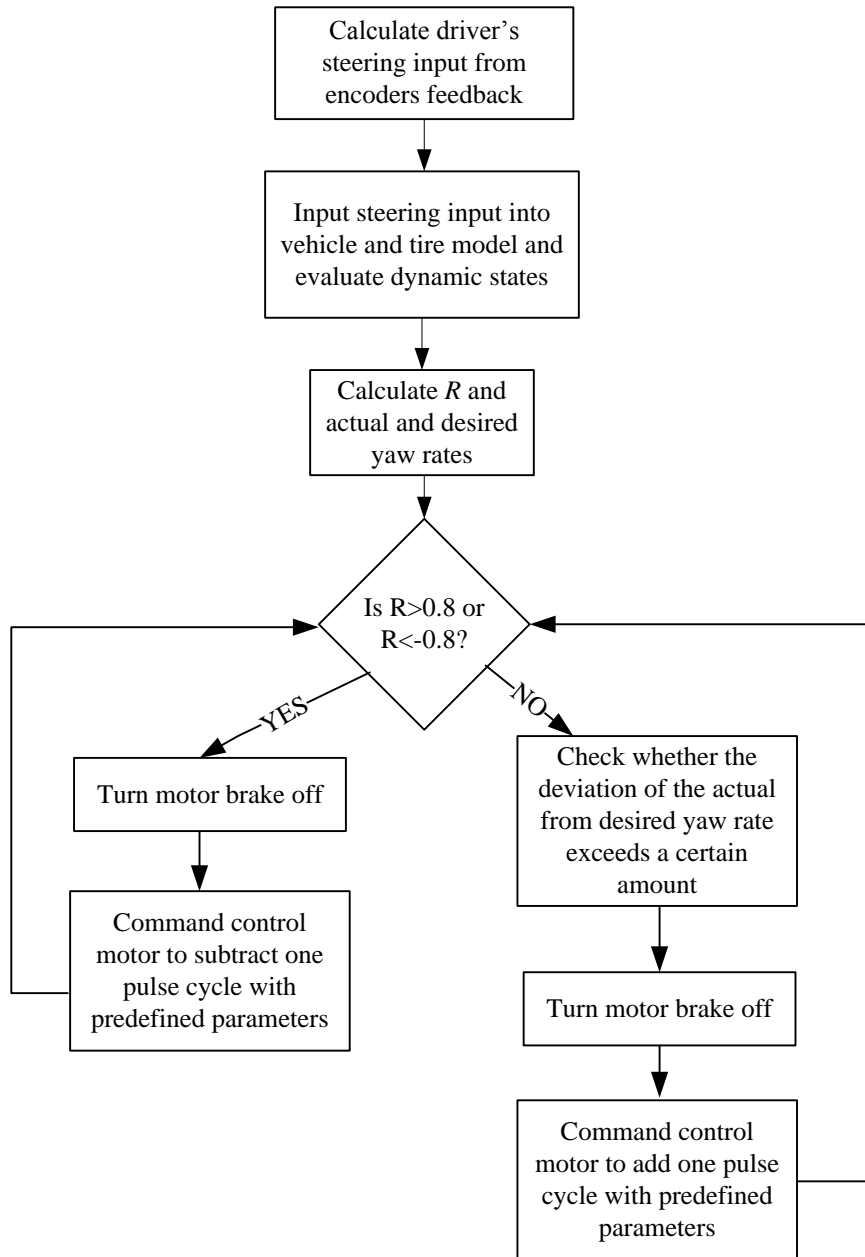 Calculate driver’s
steering input from
encoders feedback
Input steering input into
vehicle and tire model and
evaluate dynamic states
Calculate R and
actual and desired
yaw rates
Is R>0.8 or
R<-0.8?
YES
NO
Turn motor brake off
Command control
motor to subtract one
pulse cycle with
predefined parameters
Check whether the
deviation of the actual
from desired yaw rate
exceeds a certain
amount
Turn motor brake off
Command control
motor to add one pulse
cycle with predefined
parameters